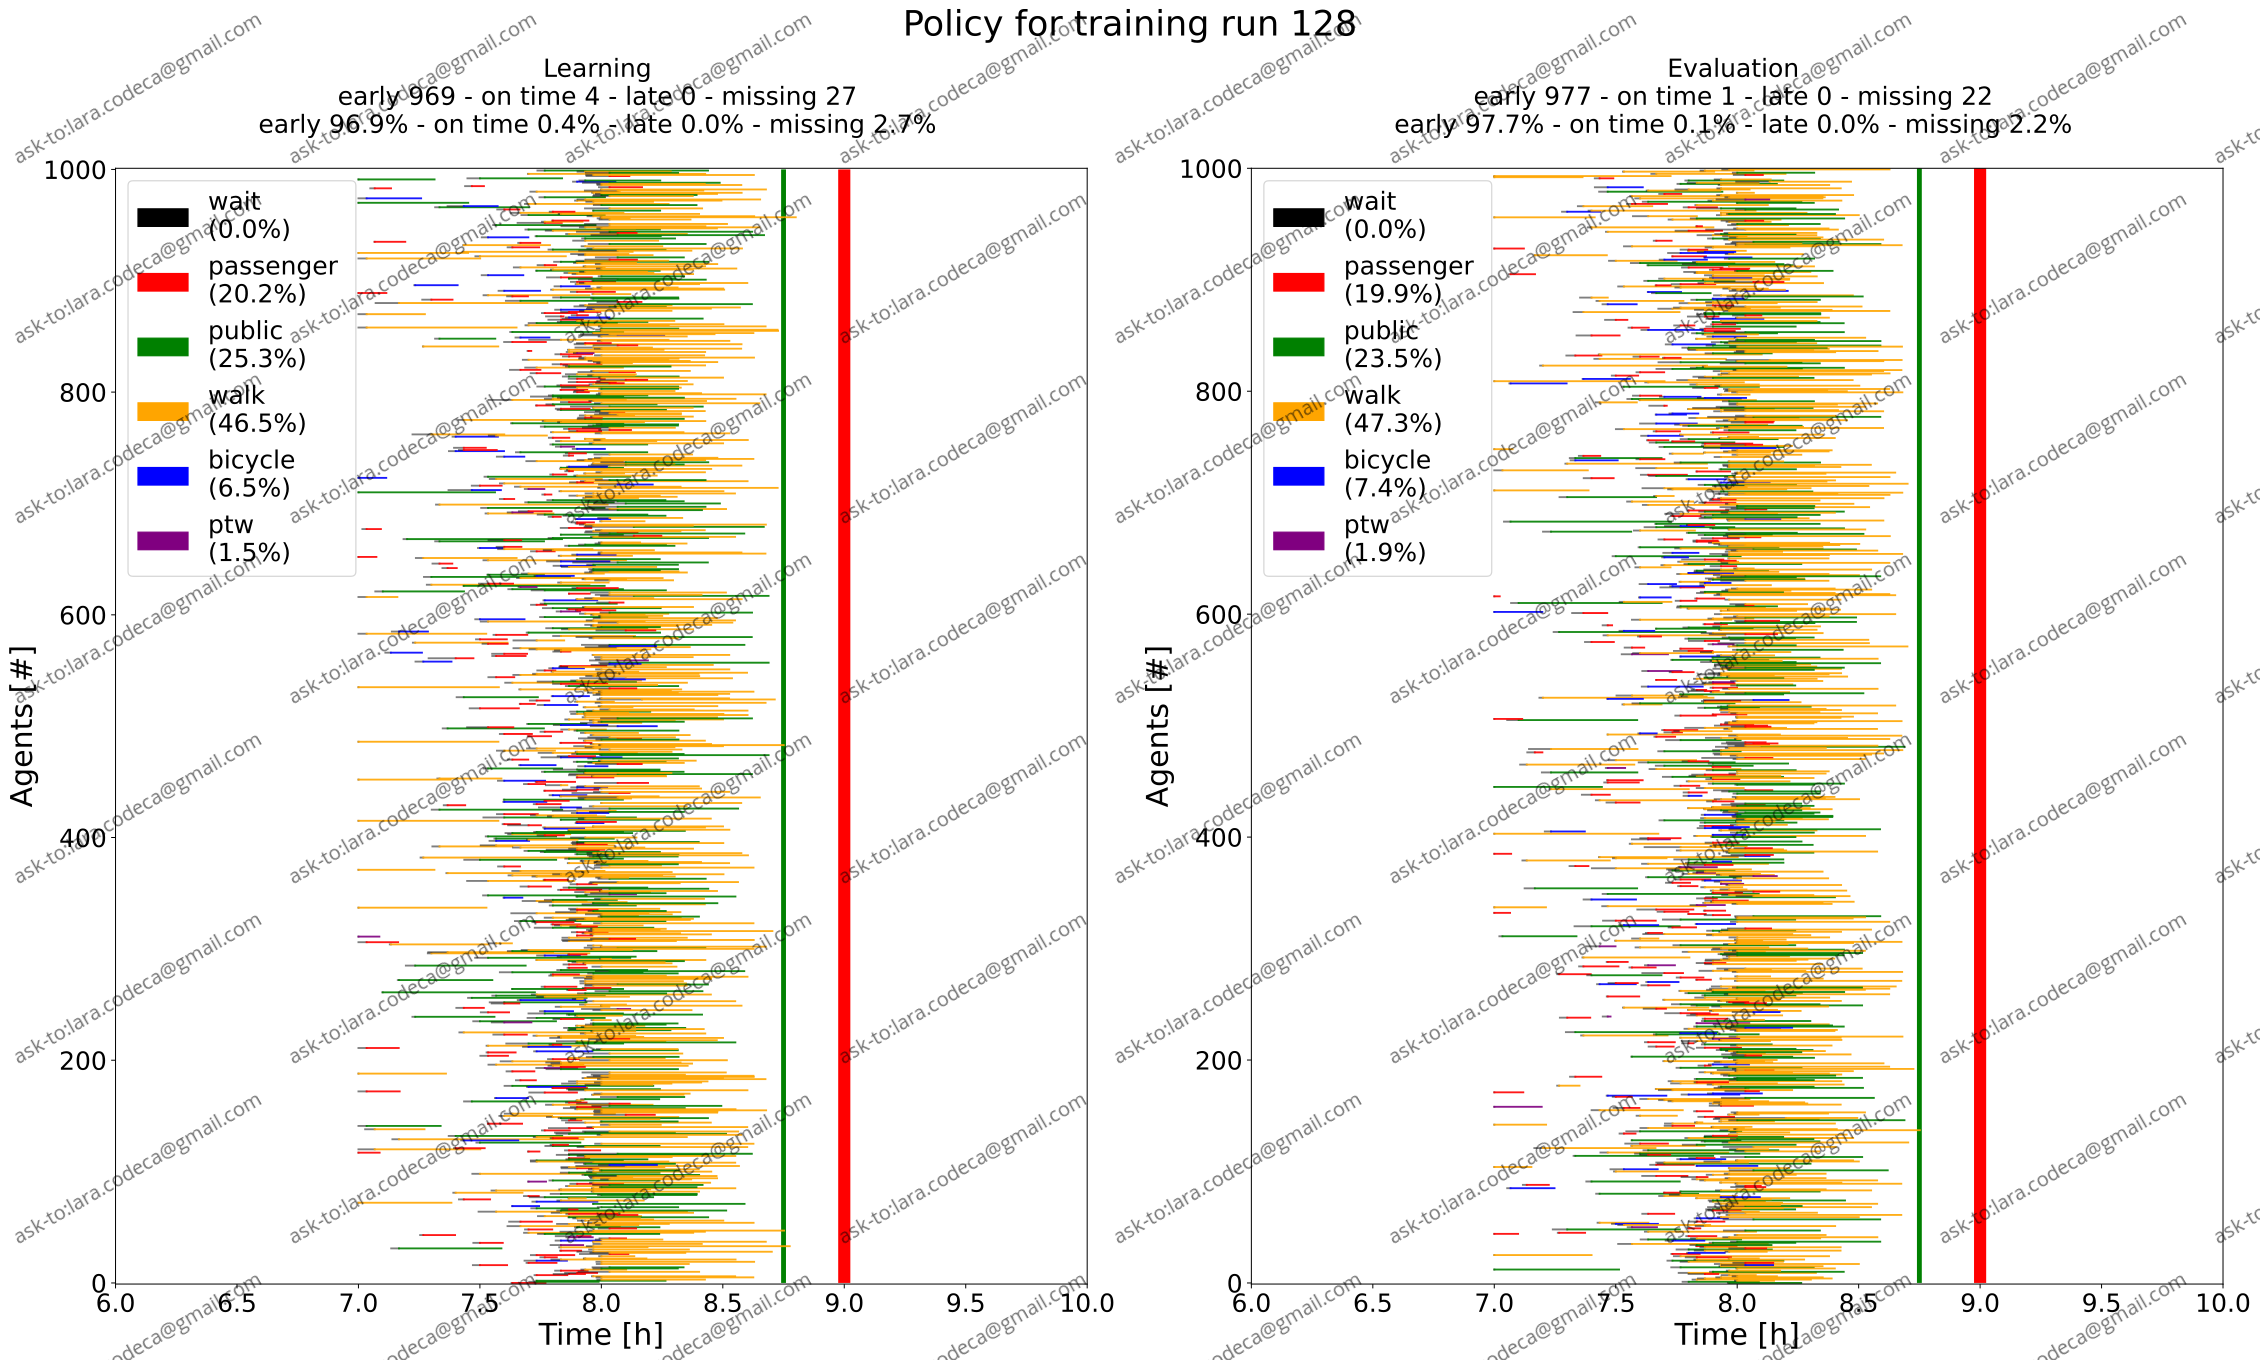 Policy for training run 128
Learning
early 969 - on time 4 - late 0 - missing 27
early 96.9% - on time 0.4% - late 0.0% - missing 2.7%
Agents [#]
1000
800
600
400
200
0
wait
(0.0%)
passenger
(20.2%)
public
(25.3%)
walk
(46.5%)
bicycle
(6.5%)
ptw
(1.5%)
6.0 6.5 7.0 7.5 8.0 8.5 9.0 9.5 10.0
Time [h]
Evaluation
early 977 - on time 1 - late 0 - missing 22
early 97.7% - on time 0.1% - late 0.0% - missing 2.2%
Agents [#]
1000
800
600
400
200
0
wait
(0.0%)
passenger
(19.9%)
public
(23.5%)
walk
(47.3%)
bicycle
(7.4%)
ptw
(1.9%)
6.0 6.5 7.0 7.5 8.0 8.5 9.0 9.5 10.0
Time [h]
ask-to:lara.codeca@gmail.com